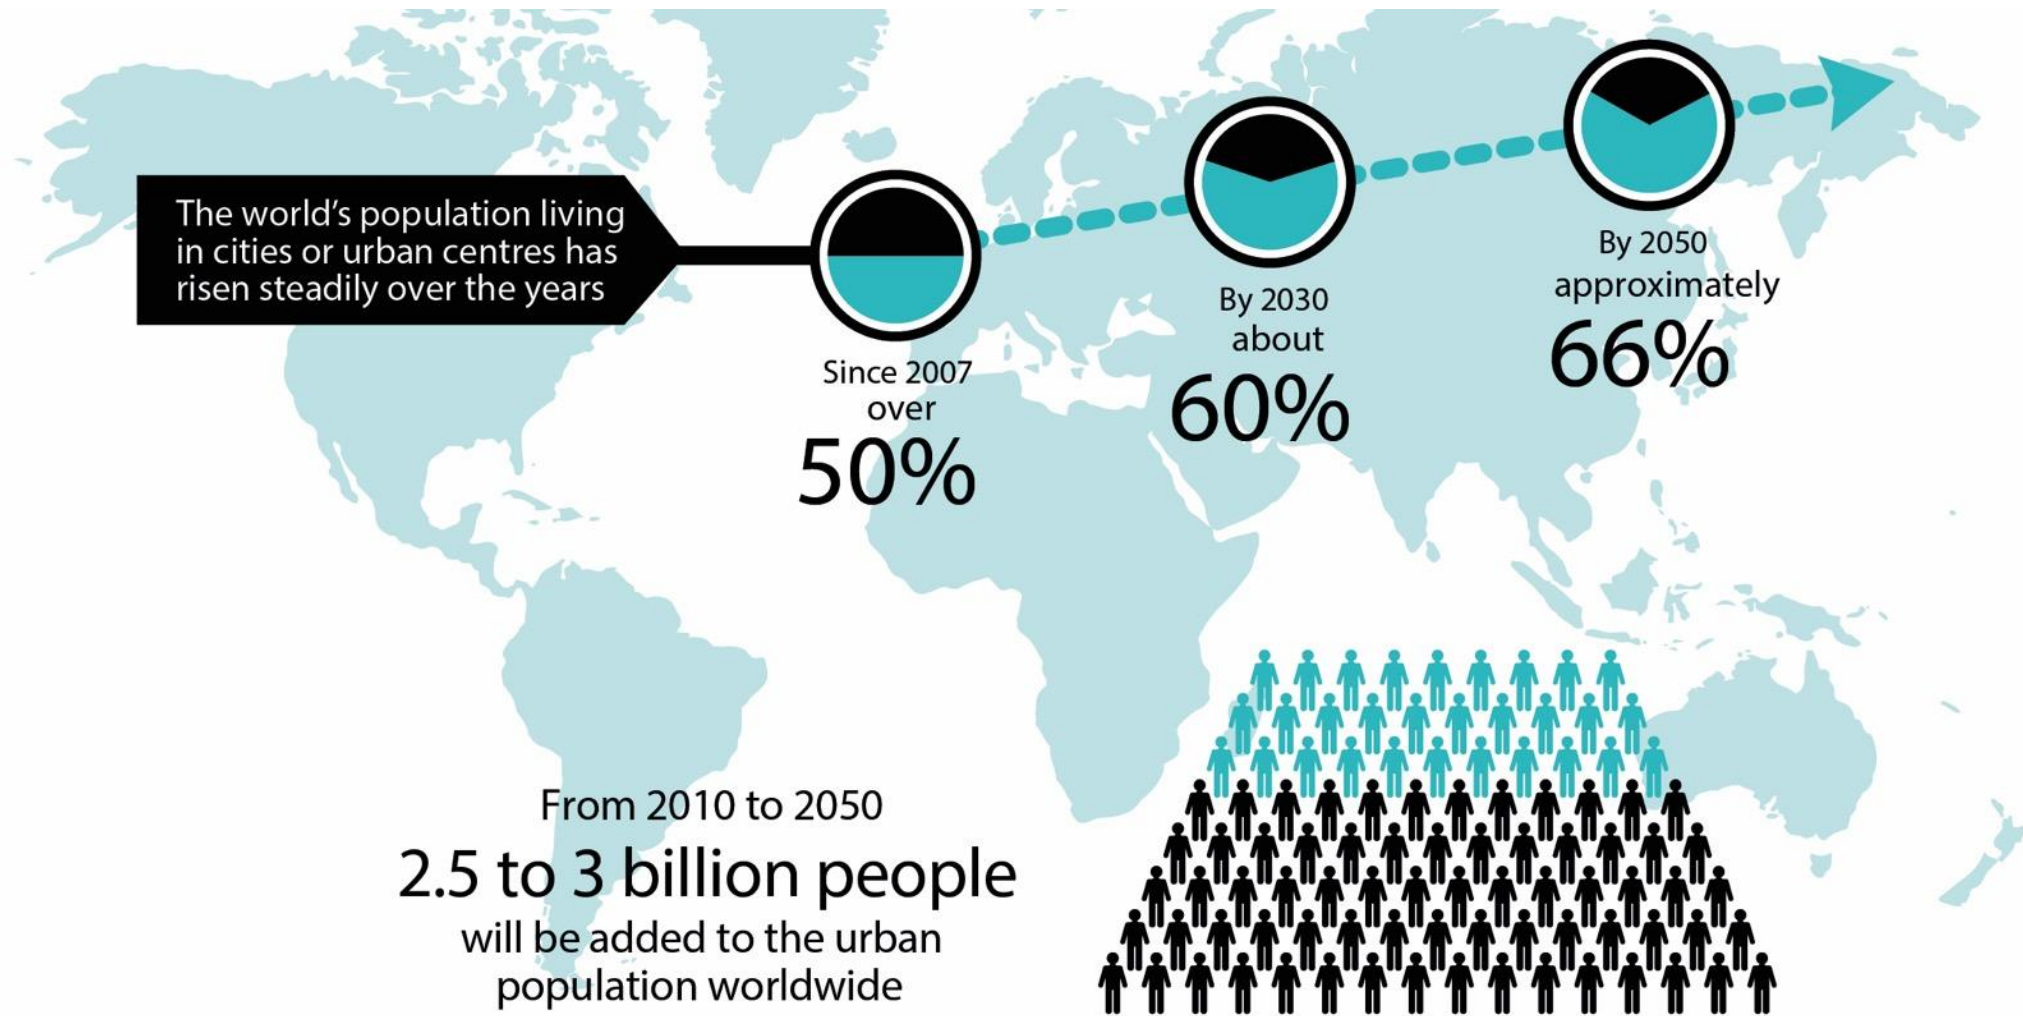 The world's population living
in cities or urban centres has
risen steadily over the years
Since 2007
over
50%
By 2030
about
60%
By 2050
approximately
66%
From 2010 to 2050
2.5 to 3 billion people
will be added to the urban
population worldwide